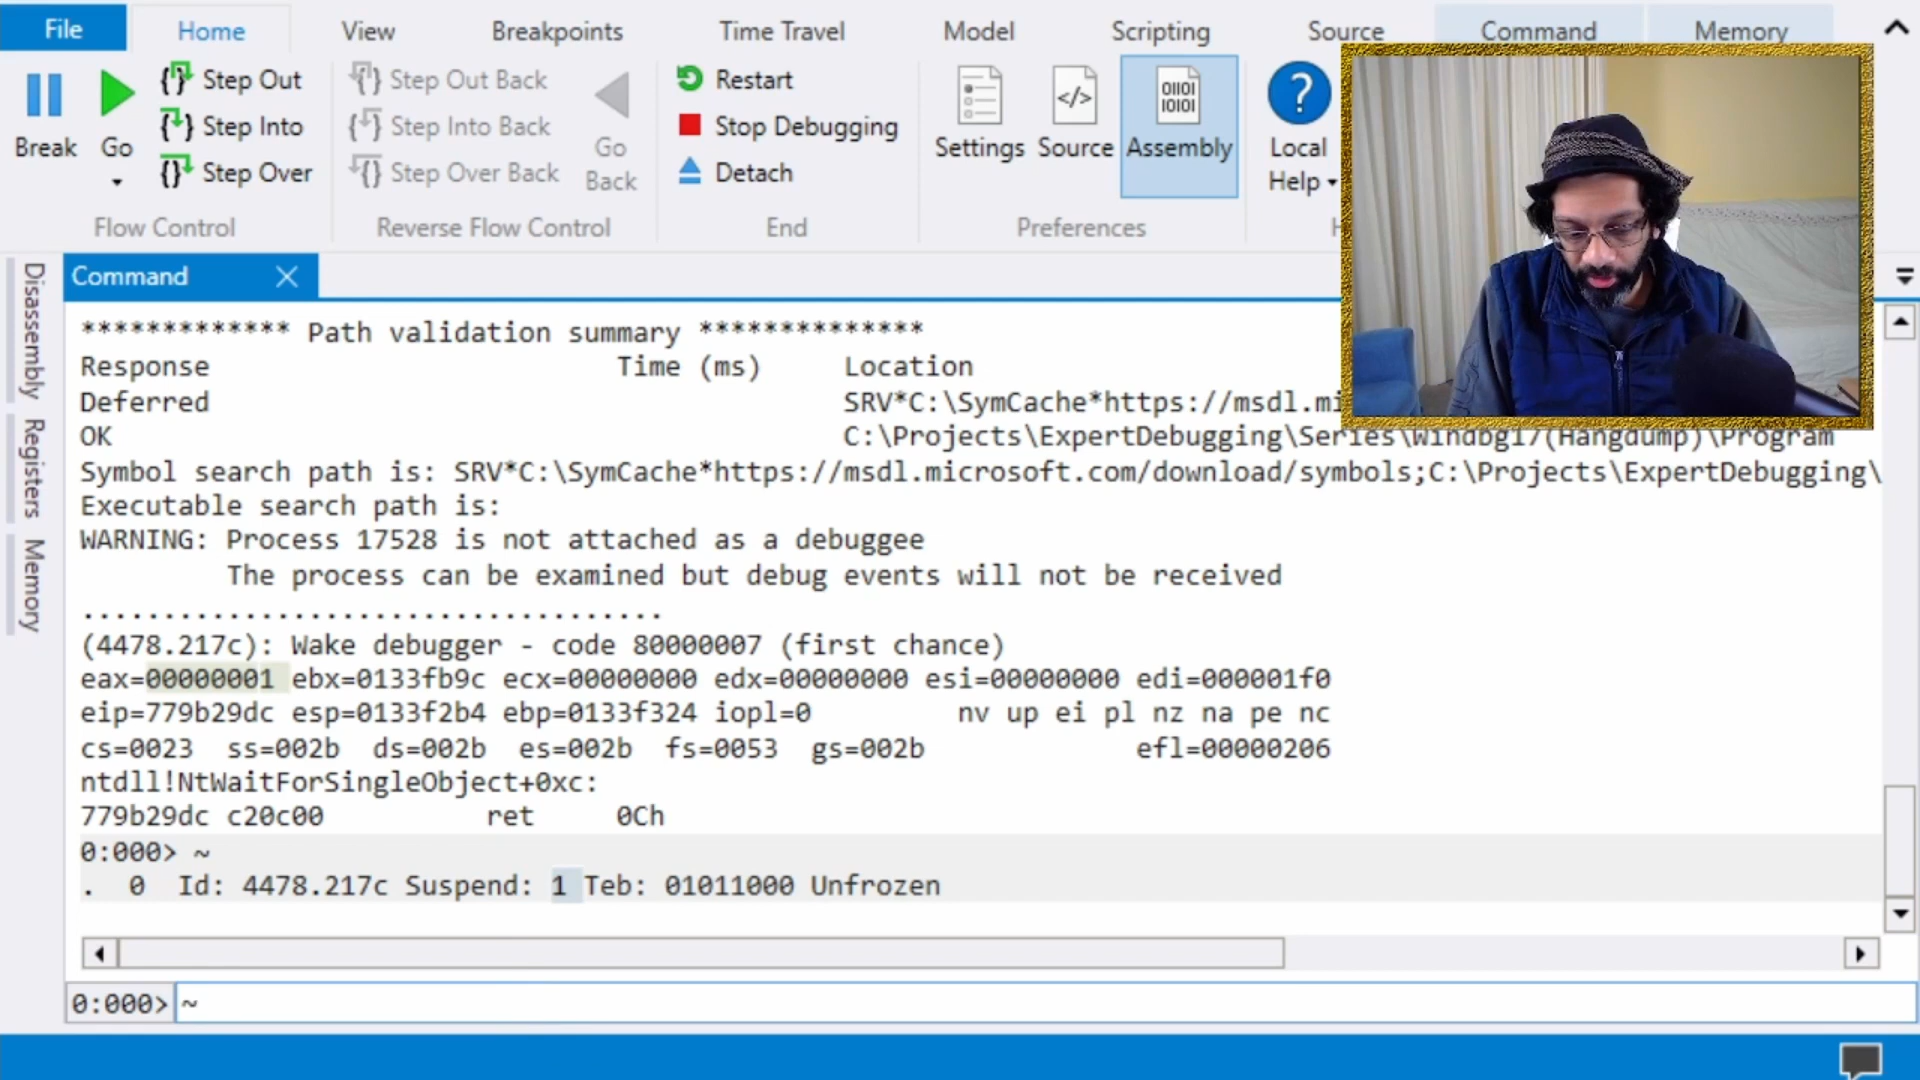 File Home View Breakpoints Time Travel Model Scripting Source Command Memory
Break Go Step Out Step Out Back Go Back Restart Settings Source Assembly Local Help
Step Into Step Into Back Stop Debugging
Step Over Step Over Back Detach
Flow Control Reverse Flow Control End Preferences
Disassembly
Registers
Memory
Command
************* Path validation summary **************
Response Time (ms) Location
Deferred SRV*C:\SymCache*https://msdl.mi
OK C:\Projects\ExpertDebugging\Series\Windbg17(Hangdump)\Program
Symbol search path is: SRV*C:\SymCache*https://msdl.microsoft.com/download/symbols;C:\Projects\ExpertDebugging\
Executable search path is:
WARNING: Process 17528 is not attached as a debuggee
The process can be examined but debug events will not be received
....................................
(4478.217c): Wake debugger - code 80000007 (first chance)
eax=00000001 ebx=0133fb9c ecx=00000000 edx=00000000 esi=00000000 edi=000001f0
eip=779b29dc esp=0133f2b4 ebp=0133f324 iopl=0 nv up ei pl nz na pe nc
cs=0023 ss=002b ds=002b es=002b fs=0053 gs=002b efl=00000206
ntdll!NtWaitForSingleObject+0xc:
779b29dc c20c00 ret 0Ch
0:000> ~
. 0 Id: 4478.217c Suspend: 1 Teb: 01011000 Unfrozen
0:000> ~